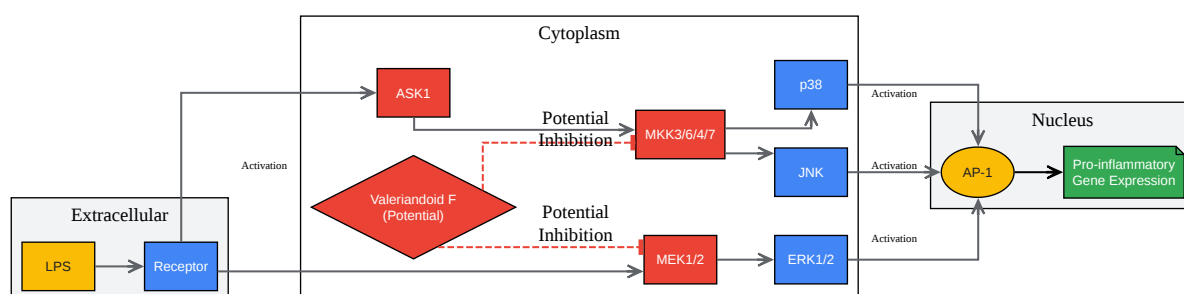 Cytoplasm
ASK1
p38
Activation
Potential
Inhibition
MKK3/6/4/7
Nucleus
Activation
JNK
Activation
AP-1
Pro-inflammatory
Gene Expression
Valeriandoid F
(Potential)
Extracellular
Potential
Inhibition
Activation
LPS
Receptor
MEK1/2
ERK1/2